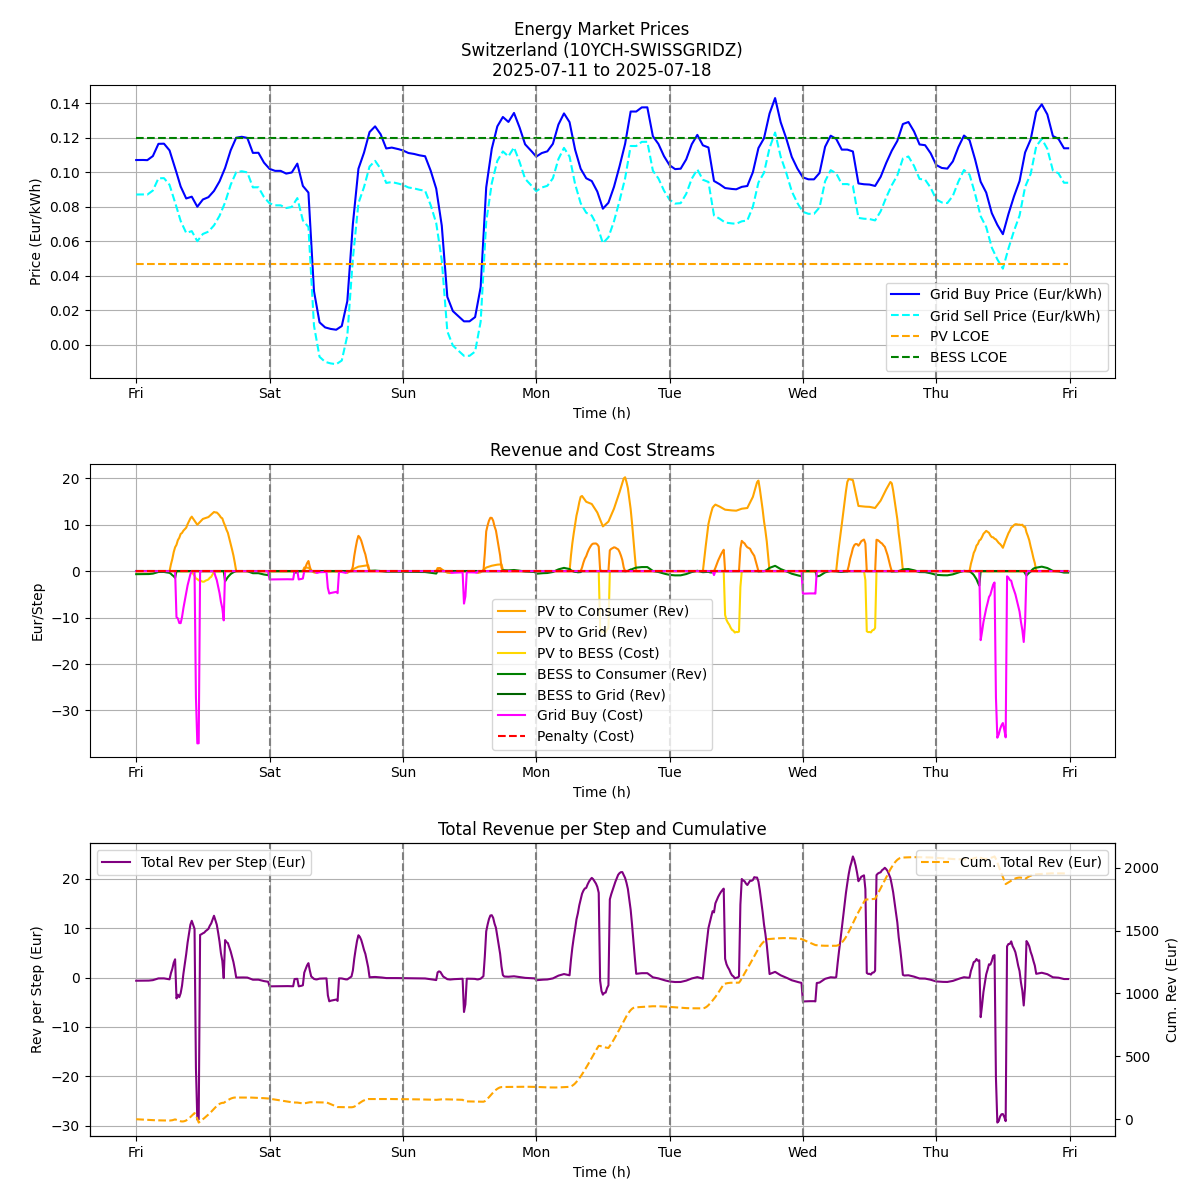 Energy Market Prices
Switzerland (10YCH-SWISSGRIDZ)
2025-07-11 to 2025-07-18
Price (Eur/kWh)
0.14
0.12
0.10
0.08
0.06
0.04
0.02
0.00
Grid Buy Price (Eur/kWh)
Grid Sell Price (Eur/kWh)
PV LCOE
BESS LCOE
Fri Sat Sun Mon Tue Wed Thu Fri
Time (h)
Revenue and Cost Streams
Eur/Step
20
10
0
−10
−20
−30
PV to Consumer (Rev)
PV to Grid (Rev)
PV to BESS (Cost)
BESS to Consumer (Rev)
BESS to Grid (Rev)
Grid Buy (Cost)
Penalty (Cost)
Fri Sat Sun Mon Tue Wed Thu Fri
Time (h)
Total Revenue per Step and Cumulative
Rev per Step (Eur)
20
10
0
−10
−20
−30
Total Rev per Step (Eur)
Cum. Total Rev (Eur)
2000
1500
1000
500
0
Cum. Rev (Eur)
Fri Sat Sun Mon Tue Wed Thu Fri
Time (h)